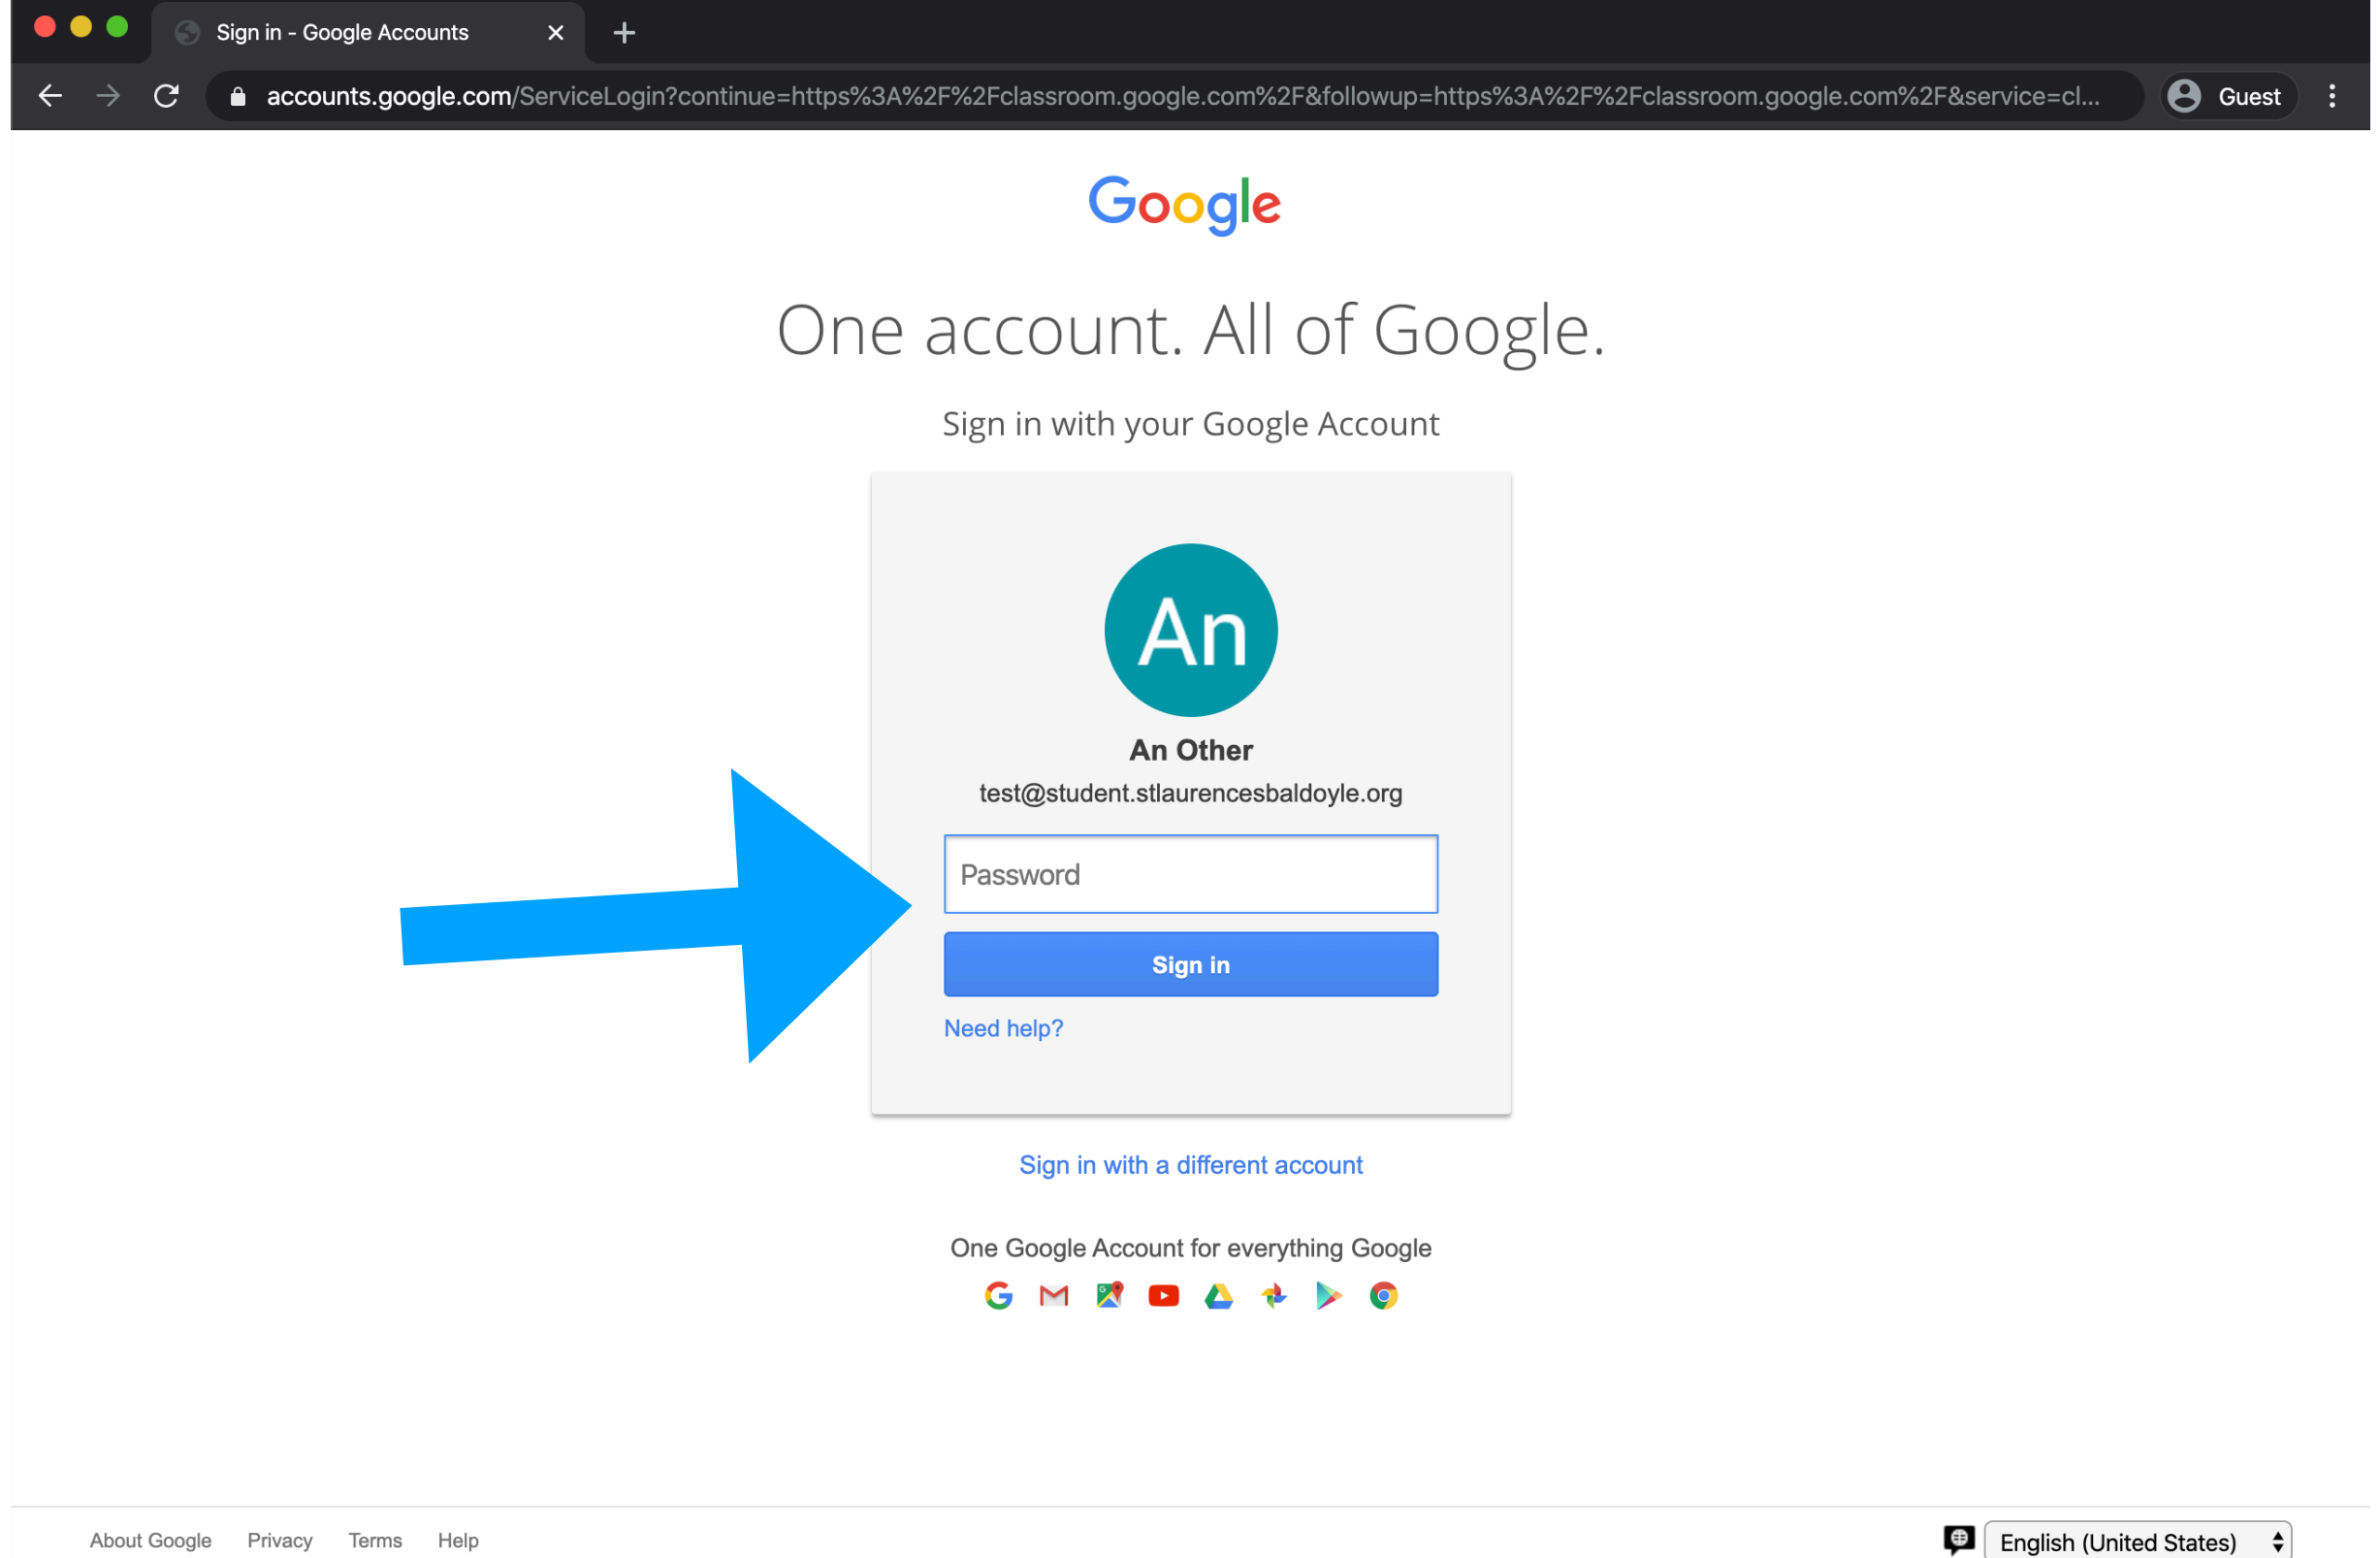 Sign in - Google Accounts
accounts.google.com/ServiceLogin?continue=https%3A%2F%2Fclassroom.google.com%2F&followup=https%3A%2F%2Fclassroom.google.com%2F&service=cl...
Guest
Google
One account. All of Google.
Sign in with your Google Account
An
An Other
test@student.stlaurencesbaldoyle.org
Password
Sign in
Need help?
Sign in with a different account
One Google Account for everything Google
About Google Privacy Terms Help
English (United States)